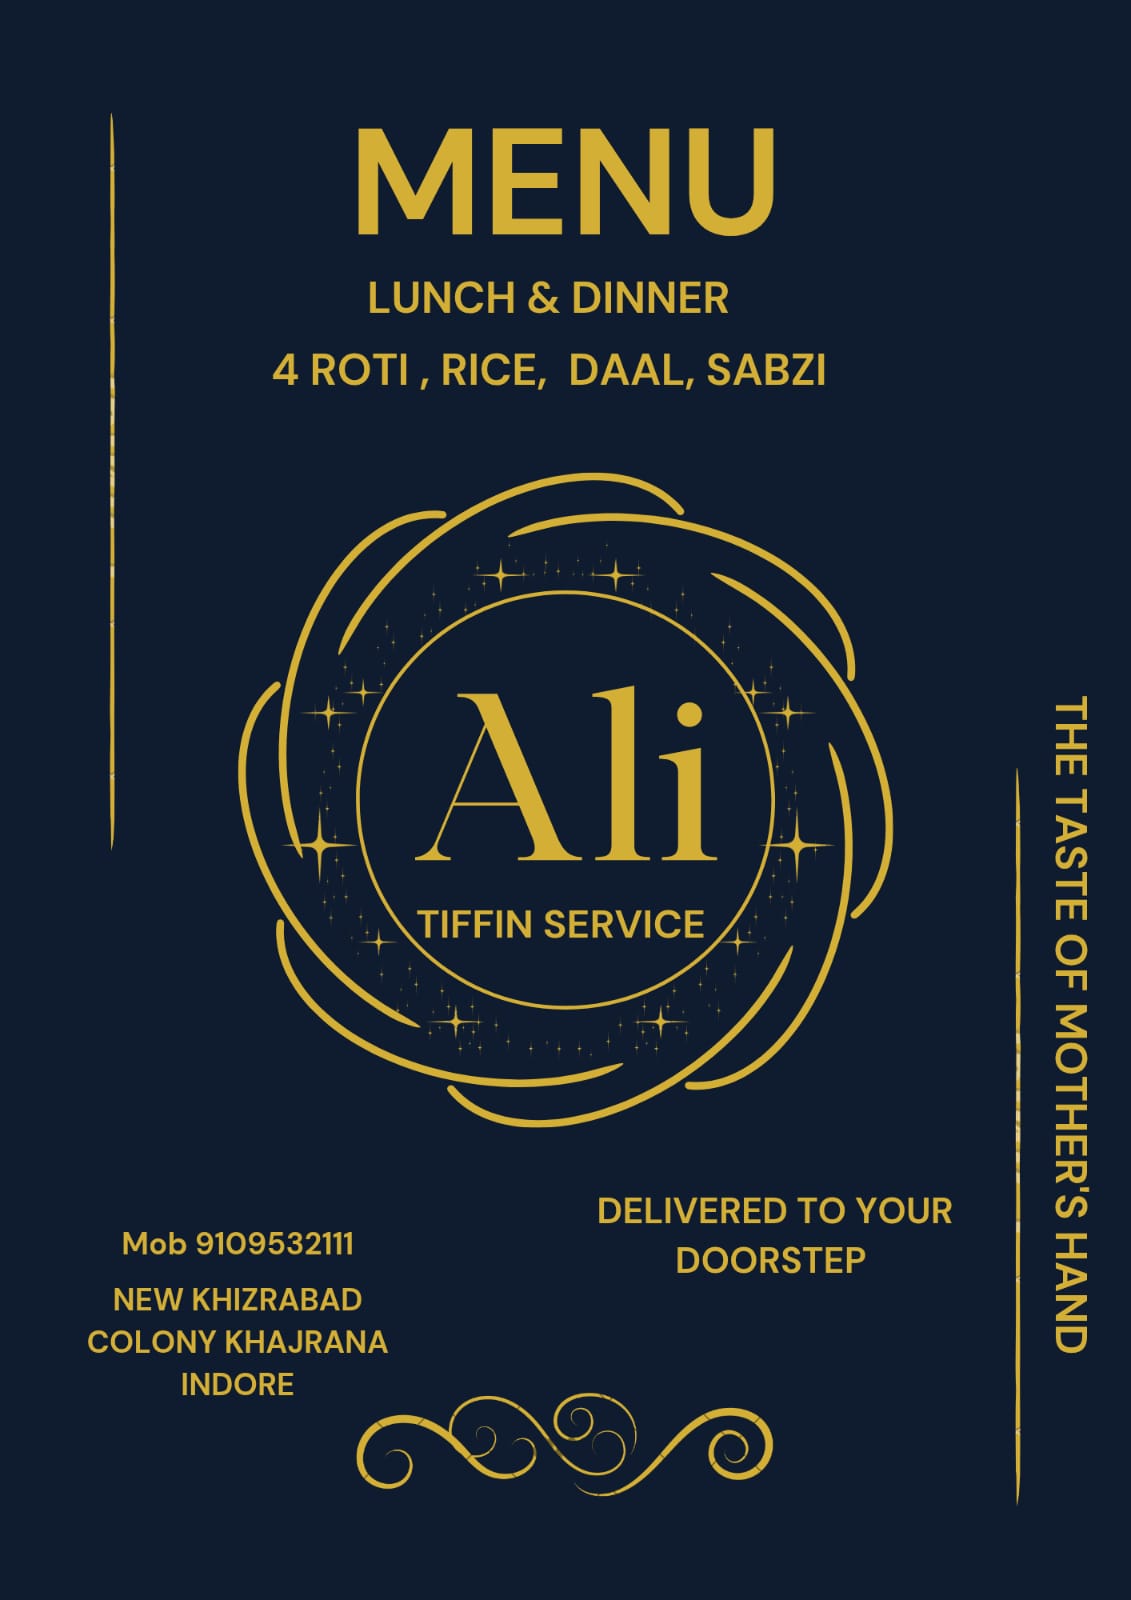 MENU
LUNCH & DINNER
4 ROTI , RICE,  DAAL, SABZI
Ali
TIFFIN SERVICE
THE TASTE OF MOTHER'S HAND
DELIVERED TO YOUR
DOORSTEP
Mob 9109532111
NEW KHIZRABAD
COLONY KHAJRANA
INDORE